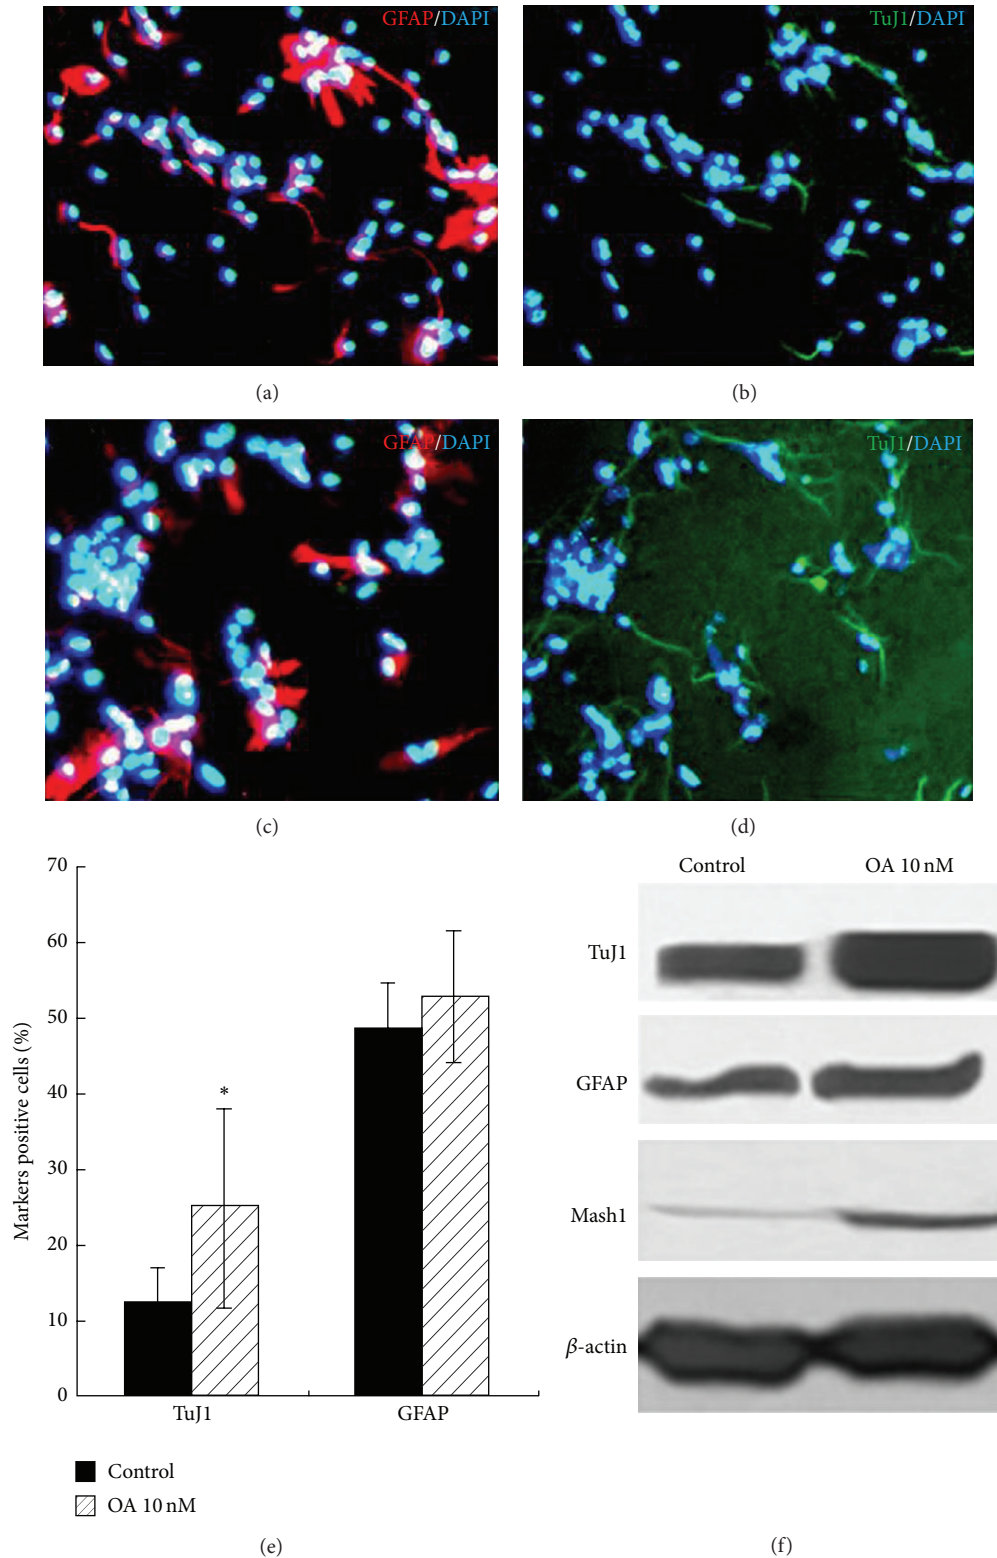 GFAP/DAPI
TuJ1/DAPI
(a)
(b)
GFAP/DAPI
TuJ1/DAPI
(c)
(d)
70
60
50
40
30
20
10
0
Markers positive cells (%)
*
TuJ1
GFAP
Control
OA 10 nM
(e)
Control
OA 10 nM
TuJ1
GFAP
Mash1
β-actin
(f)